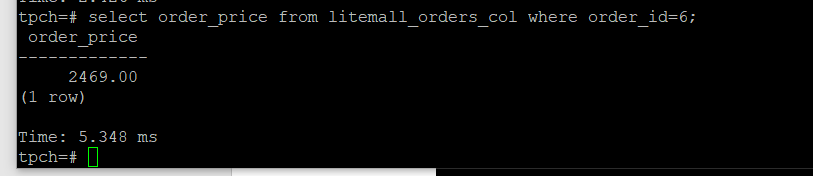 tpch=# select order_price from litemall_orders_col where order_id=6;
 order_price
-------------
     2469.00
(1 row)

Time: 5.348 ms
tpch=#